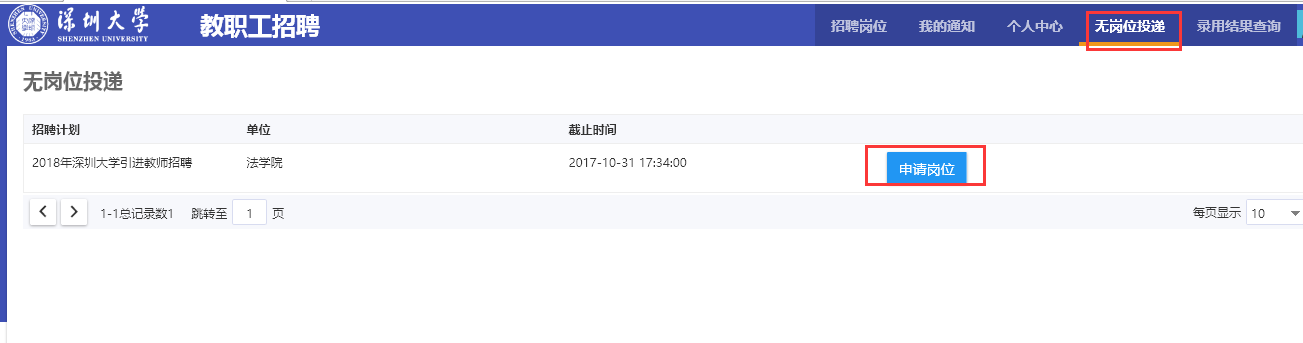 深圳大学
SHENZHEN UNIVERSITY
教职工招聘
招聘岗位 我的通知 个人中心 无岗位投递 录用结果查询
无岗位投递
招聘计划 单位 截止时间
2018年深圳大学引进教师招聘 法学院 2017-10-31 17:34:00 申请岗位
1-1总记录数1 跳转至 1 页 每页显示 10